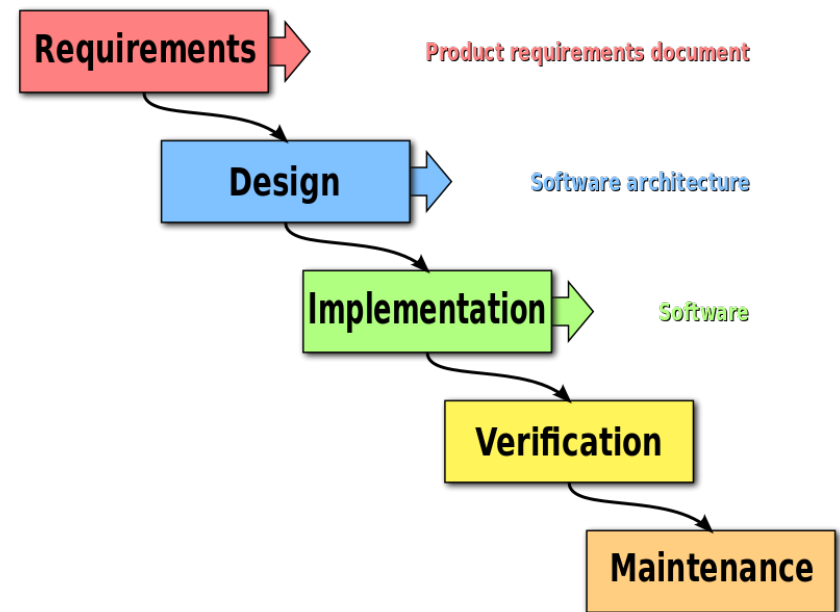 Requirements
Product requirements document
Design
Software architecture
Implementation
Software
Verification
Maintenance